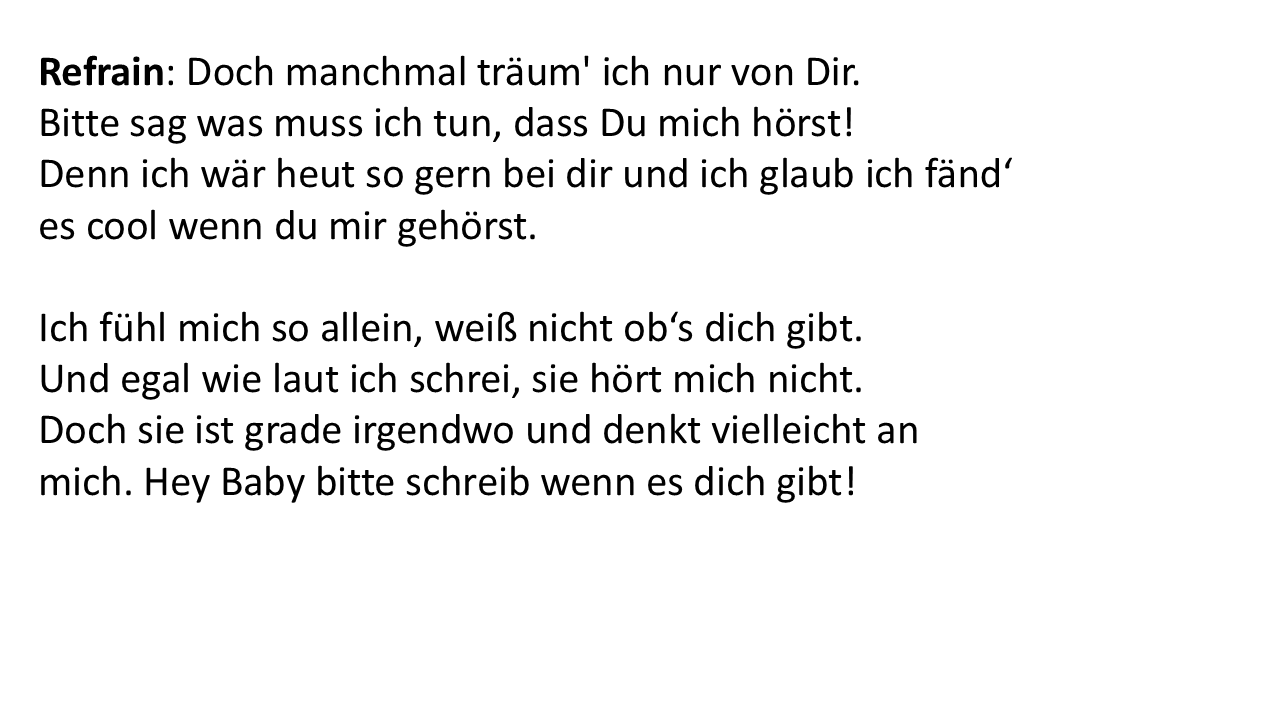 Refrain: Doch manchmal träum' ich nur von Dir.
Bitte sag was muss ich tun, dass Du mich hörst!
Denn ich wär heut so gern bei dir und ich glaub ich fänd‘
es cool wenn du mir gehörst.
Ich fühl mich so allein, weiß nicht ob‘s dich gibt.
Und egal wie laut ich schrei, sie hört mich nicht.
Doch sie ist grade irgendwo und denkt vielleicht an
mich. Hey Baby bitte schreib wenn es dich gibt!